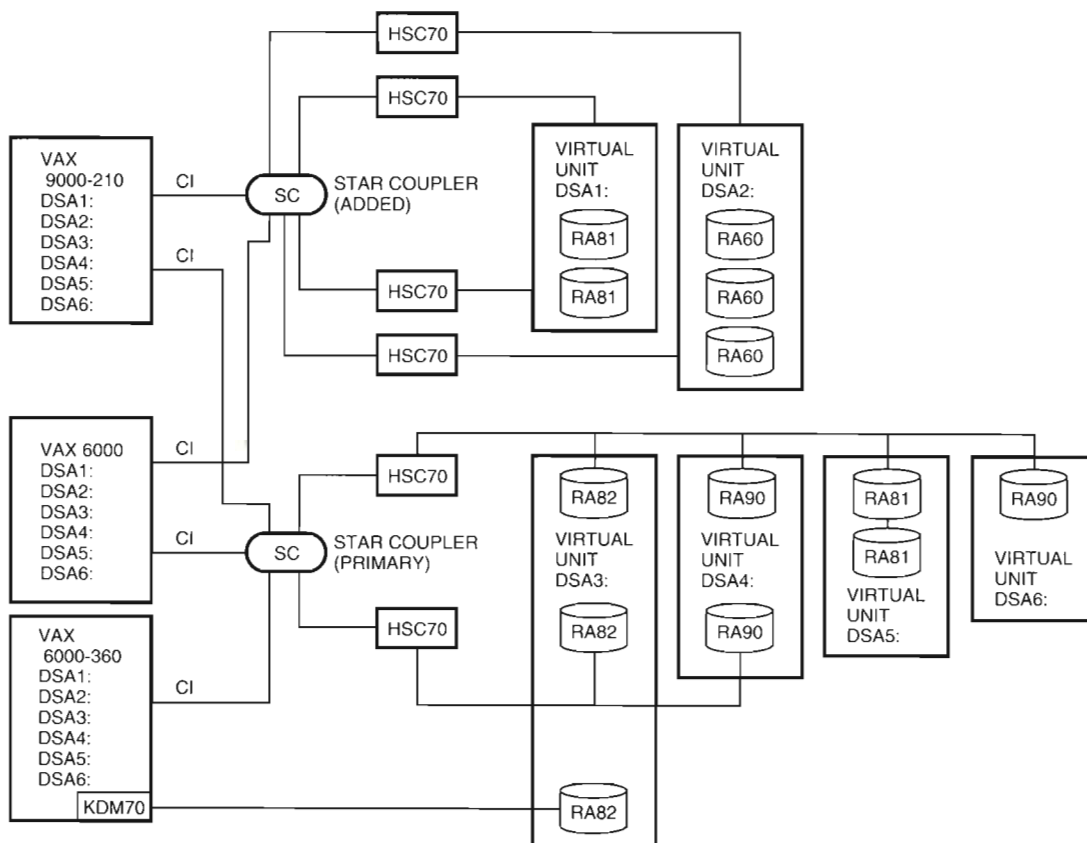 HSC70
HSC70
VAX
9000-210
DSA1:
DSA2:
DSA3:
DSA4:
DSA5:
DSA6:
CI
CI
SC
STAR COUPLER
(ADDED)
VIRTUAL
UNIT
DSA1:
RA81
RA81
VIRTUAL
UNIT
DSA2:
RA60
RA60
RA60
HSC70
HSC70
VAX 6000
DSA1:
DSA2:
DSA3:
DSA4:
DSA5:
DSA6:
CI
CI
SC
STAR COUPLER
(PRIMARY)
HSC70
HSC70
RA82
VIRTUAL
UNIT
DSA3:
RA82
RA90
VIRTUAL
UNIT
DSA4:
RA90
RA81
RA81
VIRTUAL
UNIT
DSA5:
RA90
VIRTUAL
UNIT
DSA6:
VAX
6000-360
DSA1:
DSA2:
DSA3:
DSA4:
DSA5:
DSA6:
CI
KDM70
RA82